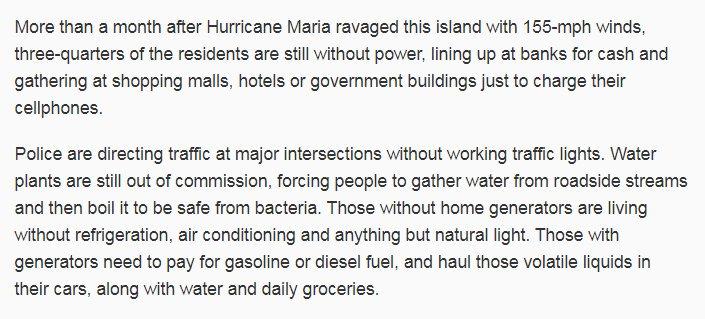 More than a month after Hurricane Maria ravaged this island with 155-mph winds,
three-quarters of the residents are still without power, lining up at banks for cash and
gathering at shopping malls, hotels or government buildings just to charge their
cellphones.
Police are directing traffic at major intersections without working traffic lights. Water
plants are still out of commission, forcing people to gather water from roadside streams
and then boil it to be safe from bacteria. Those without home generators are living
without refrigeration, air conditioning and anything but natural light. Those with
generators need to pay for gasoline or diesel fuel, and haul those volatile liquids in
their cars, along with water and daily groceries.